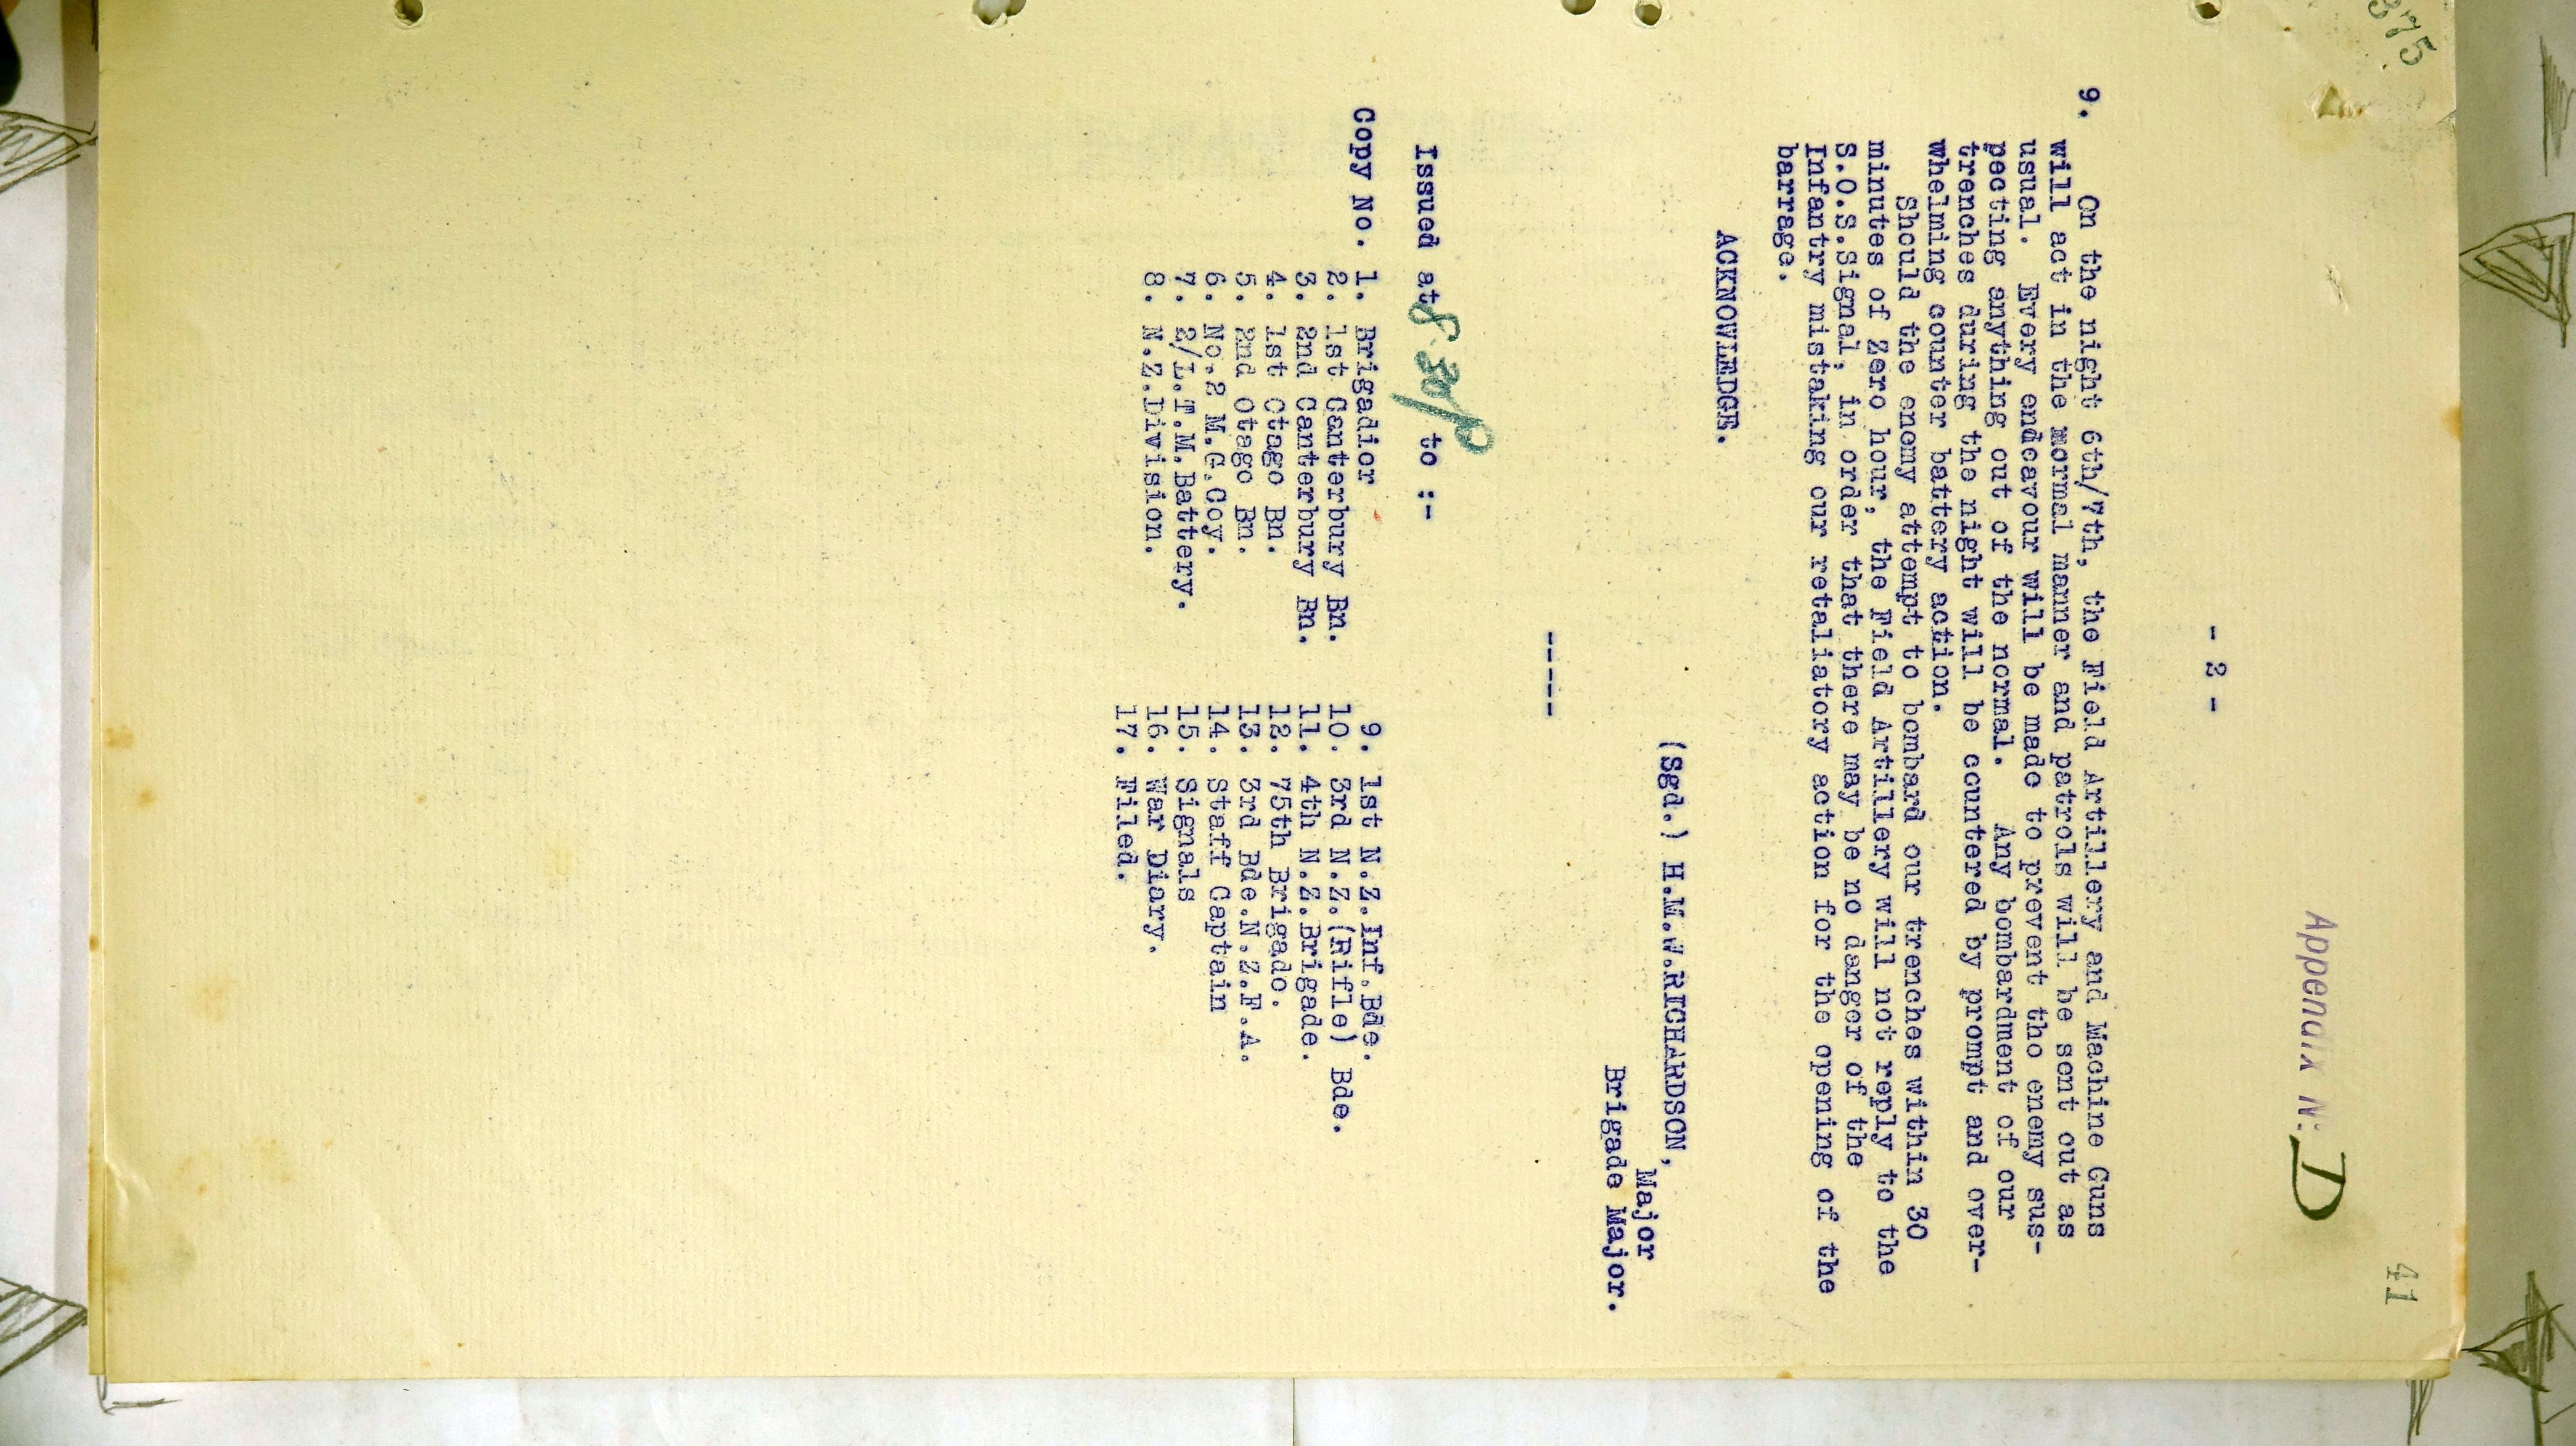 375
41
Appendix No. D
- 2 -
9. On the night 6th/7th, the Field Artillery and Machine Guns
will act in the normal manner and patrols will be sent out as
usual. Every endeavour will be made to prevent the enemy sus-
pecting anything out of the normal. Any bombardment of our
trenches during the night will be countered by prompt and over-
whelming counter battery action.
Should the enemy attempt to bombard our trenches within 30
minutes of Zero hour, the Field Artillery will not reply to the
S.O.S.Signal, in order that there may be no danger of the
Infantry mistaking our retaliatory action for the opening of the
barrage.
ACKNOWLEDGE.
(Sgd.) H.M.W.RICHARDSON,
Major
Brigade Major.
-----
Issued at to :-
Copy No. 1. Brigadier 9. 1st N.Z.Inf.Bde.
2. 1st Canterbury Bn. 10. 3rd N.Z.(Rifle) Bde.
3. 2nd Canterbury Bn. 11. 4th N.Z.Brigade.
4. 1st Otago Bn. 12. 75th Brigade.
5. 2nd Otago Bn. 13. 3rd Bde.N.Z.F.A.
6. No.2 M.G.Coy. 14. Staff Captain
7. 2/L.T.M.Battery. 15. Signals
8. N.Z.Division. 16. War Diary.
17. Filed.